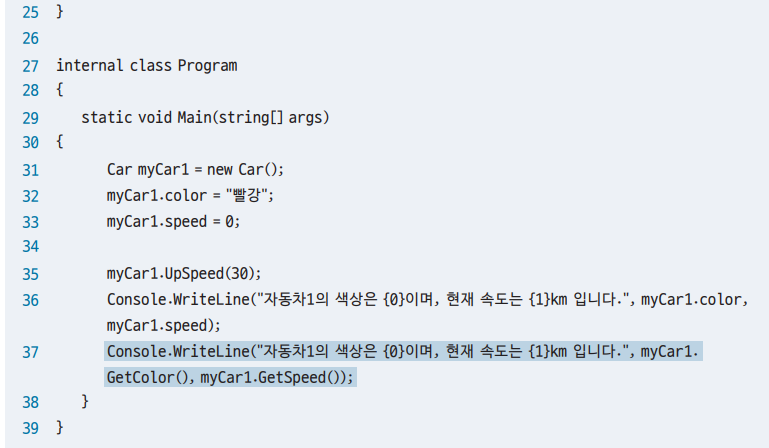 25 }
26
27 internal class Program
28 {
29 static void Main(string[] args)
30 {
31 Car myCar1 = new Car();
32 myCar1.color = "빨강";
33 myCar1.speed = 0;
34
35 myCar1.UpSpeed(30);
36 Console.WriteLine("자동차1의 색상은 {0}이며, 현재 속도는 {1}km 입니다.", myCar1.color,
myCar1.speed);
37 Console.WriteLine("자동차1의 색상은 {0}이며, 현재 속도는 {1}km 입니다.", myCar1.
GetColor(), myCar1.GetSpeed());
38 }
39 }